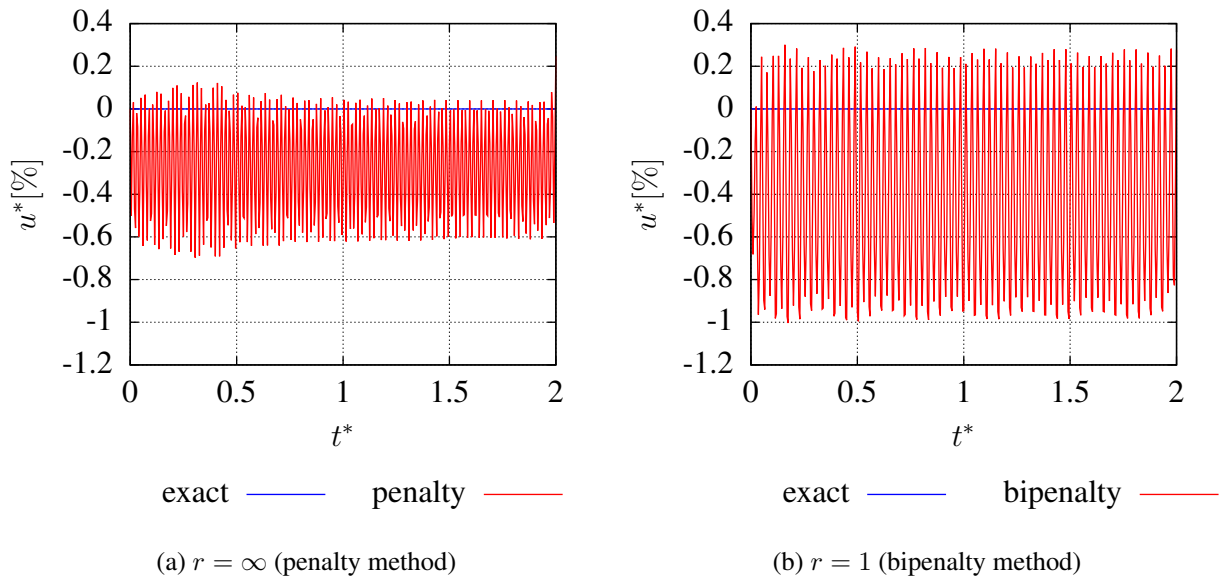 0.4
0.2
0
-0.2
-0.4
-0.6
-0.8
-1
-1.2
u*[%]
0 0.5 1 1.5 2
t*
exact penalty
(a) r = ∞ (penalty method)
0.4
0.2
0
-0.2
-0.4
-0.6
-0.8
-1
-1.2
u*[%]
0 0.5 1 1.5 2
t*
exact bipenalty
(b) r = 1 (bipenalty method)